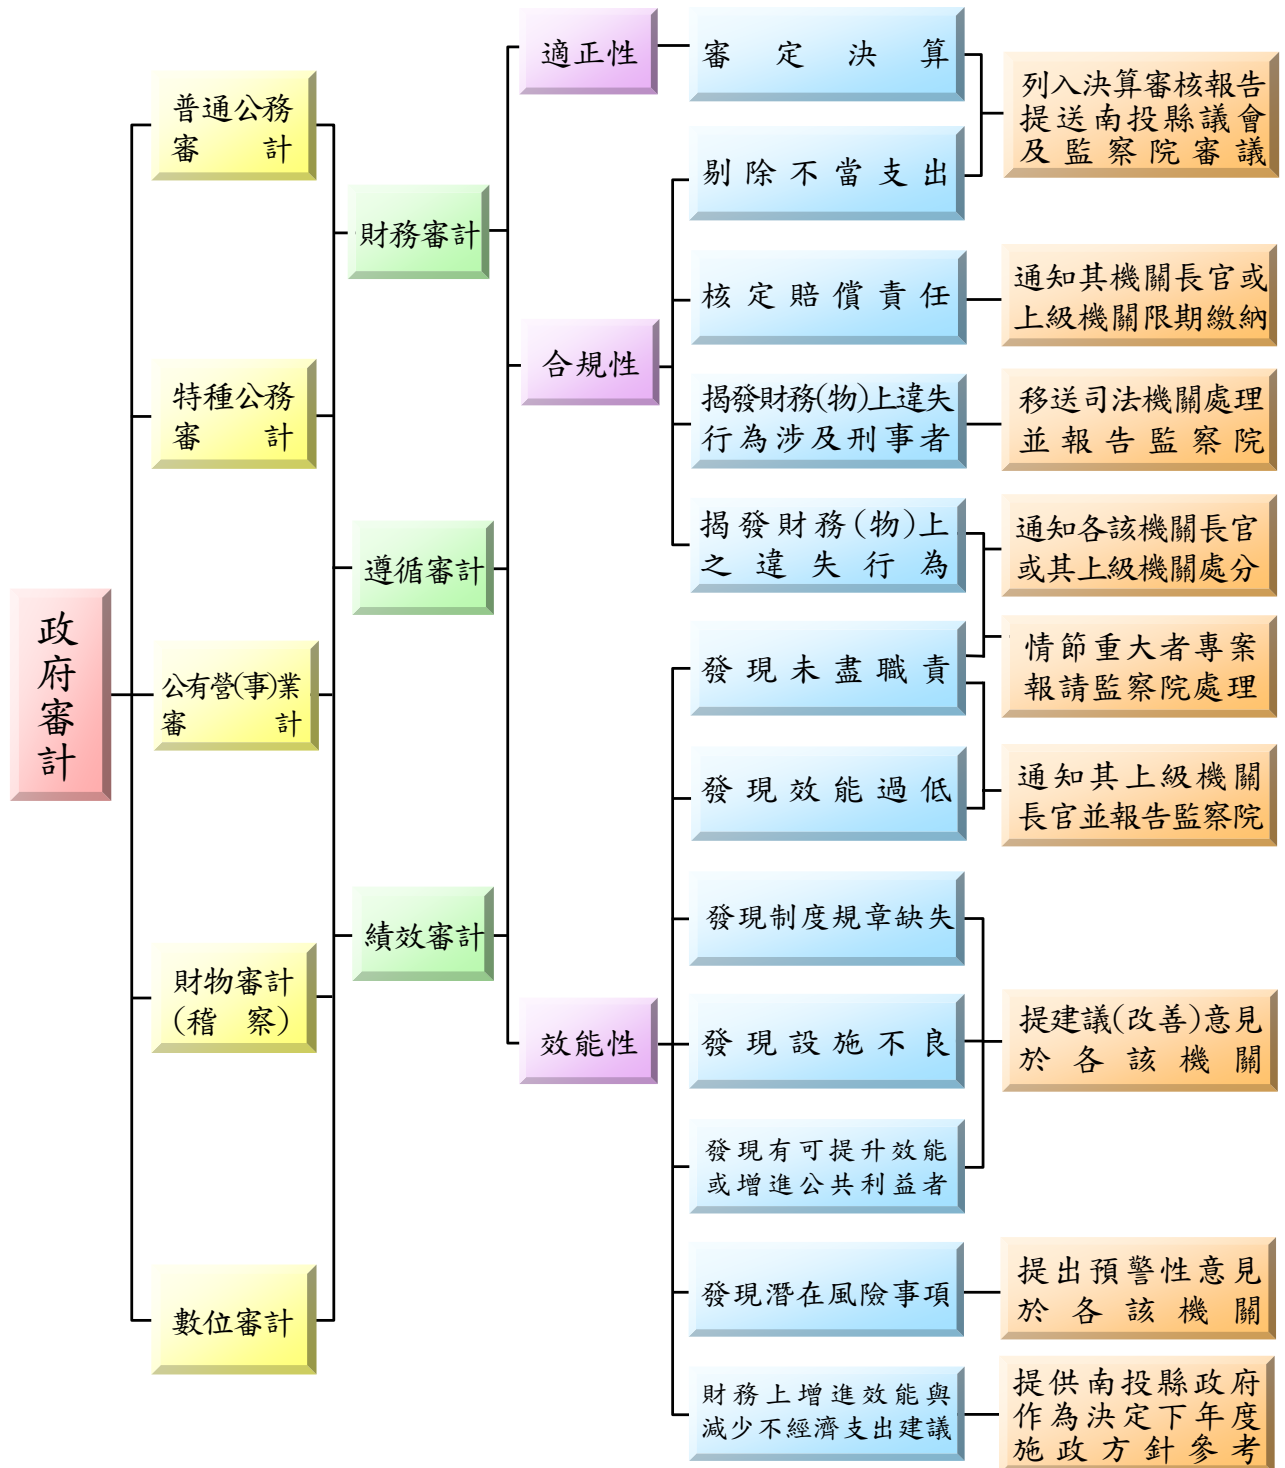 政府審計
普通公務
審計
特種公務
審計
公有營(事)業
審計
財物審計
(稽察)
數位審計
財務審計
遵循審計
績效審計
適正性
合規性
效能性
審定決算
剔除不當支出
核定賠償責任
揭發財務(物)上違失
行為涉及刑事者
揭發財務(物)上
之違失行為
發現未盡職責
發現效能過低
發現制度規章缺失
發現設施不良
發現有可提升效能
或增進公共利益者
發現潛在風險事項
財務上增進效能與
減少不經濟支出建議
列入決算審核報告
提送南投縣議會
及監察院審議
通知其機關長官或
上級機關限期繳納
移送司法機關處理
並報告監察院
通知各該機關長官
或其上級機關處分
情節重大者專案
報請監察院處理
通知其上級機關
長官並報告監察院
提建議(改善)意見
於各該機關
提出預警性意見
於各該機關
提供南投縣政府
作為決定下年度
施政方針參考